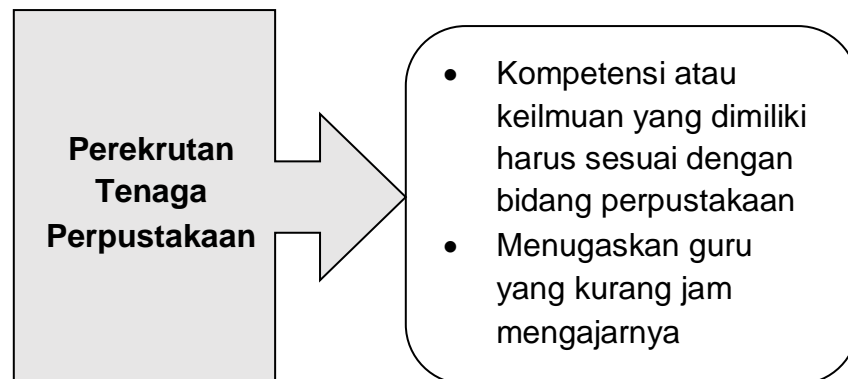 Perekrutan
Tenaga
Perpustakaan
• Kompetensi atau
keilmuan yang dimiliki
harus sesuai dengan
bidang perpustakaan
• Menugaskan guru
yang kurang jam
mengajarnya